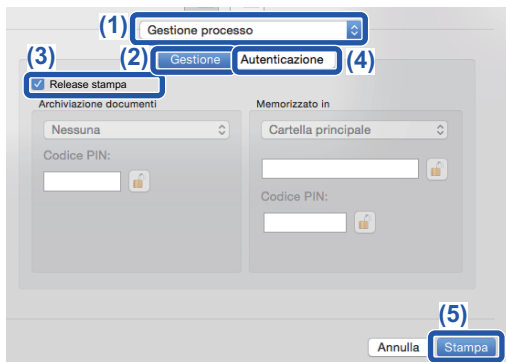 (1) Gestione processo
(3) (2) Gestione Autenticazione (4)
Release stampa
Archiviazione documenti Memorizzato in
Nessuna Cartella principale
Codice PIN:
Codice PIN:
(5)
Annulla Stampa